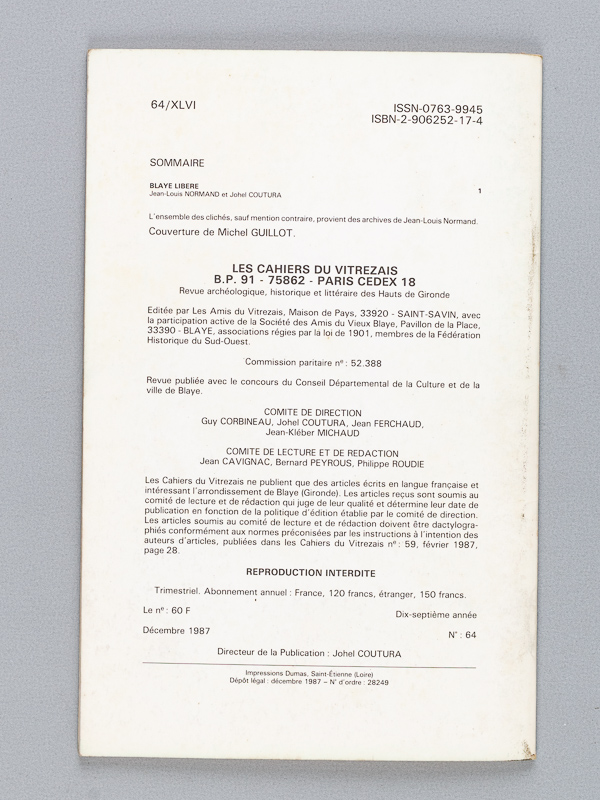 64/XLVI
ISSN-0763-9945
ISBN-2-906252-17-4
SOMMAIRE
BLAYE LIBERE
Jean-Louis NORMAND et Johel COUTURA
1
L'ensemble des clichés, sauf mention contraire, provient des archives de Jean-Louis Normand.
Couverture de Michel GUILLOT.
LES CAHIERS DU VITREZAIS
B.P. 91 - 75862 - PARIS CEDEX 18
Revue archéologique, historique et littéraire des Hauts de Gironde
Editée par Les Amis du Vitrezais, Maison de Pays, 33920 - SAINT-SAVIN, avec
la participation active de la Société des Amis du Vieux Blaye, Pavillon de la Place,
33390 - BLAYE, associations régies par la loi de 1901, membres de la Fédération
Historique du Sud-Ouest.
Commission paritaire nº : 52.388
Revue publiée avec le concours du Conseil Départemental de la Culture et de la
ville de Blaye.
COMITE DE DIRECTION
Guy CORBINEAU, Johel COUTURA, Jean FERCHAUD,
Jean-Kléber MICHAUD
COMITE DE LECTURE ET DE REDACTION
Jean CAVIGNAC, Bernard PEYROUS, Philippe ROUDIE
Les Cahiers du Vitrezais ne publient que des articles écrits en langue française et
intéressant l'arrondissement de Blaye (Gironde). Les articles reçus sont soumis au
comité de lecture et de rédaction qui juge de leur qualité et détermine leur date de
publication en fonction de la politique d'édition établie par le comité de direction.
Les articles soumis au comité de lecture et de rédaction doivent être dactylogra-
phiés conformément aux normes préconisées par les instructions à l'intention des
auteurs d'articles, publiées dans les Cahiers du Vitrezais nº : 59, février 1987,
page 28.
REPRODUCTION INTERDITE
Trimestriel. Abonnement annuel : France, 120 francs, étranger, 150 francs.
Le nº : 60 F
Dix-septième année
Décembre 1987
N° : 64
Directeur de la Publication : Johel COUTURA
Impressions Dumas, Saint-Étienne (Loire)
Dépôt légal : décembre 1987 – N° d'ordre : 28249